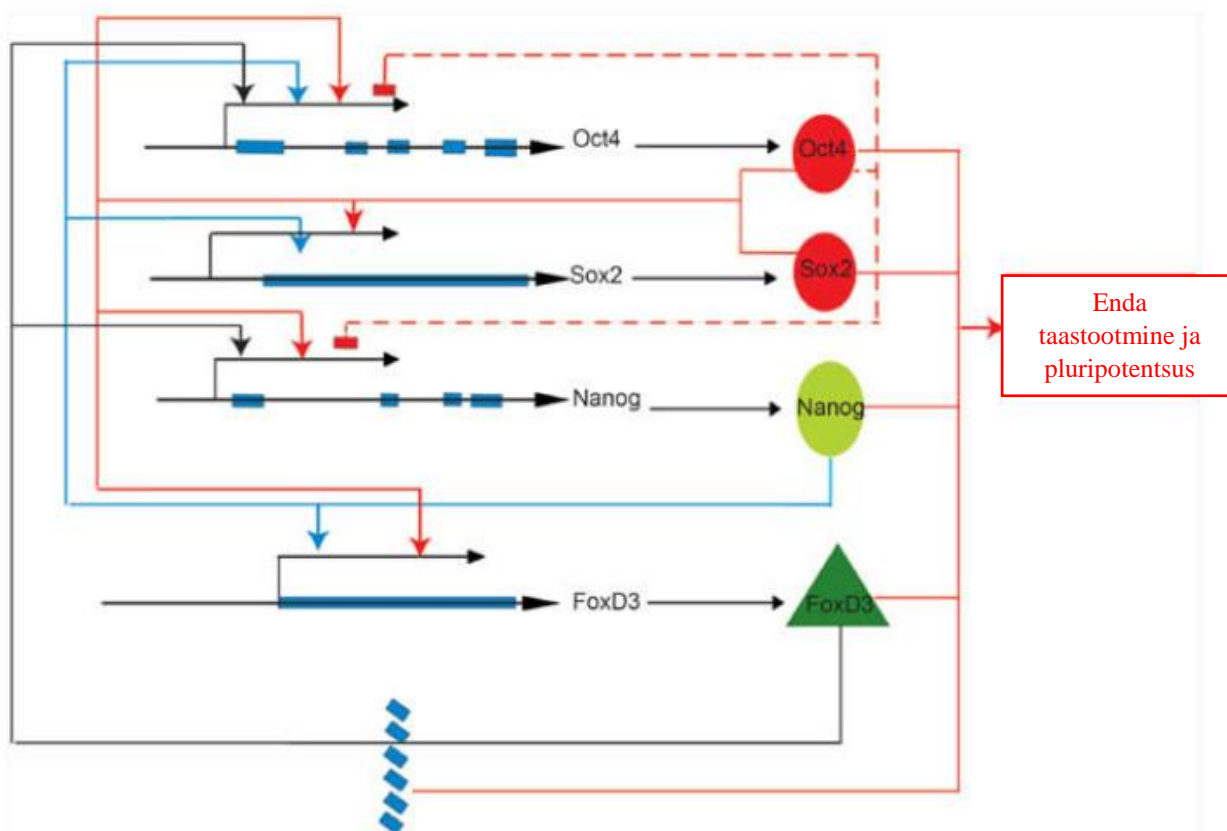 Oct4
Oct4
Sox2
Sox2
Enda
taastootmine ja
pluripotentsus
Nanog
Nanog
FoxD3
FoxD3